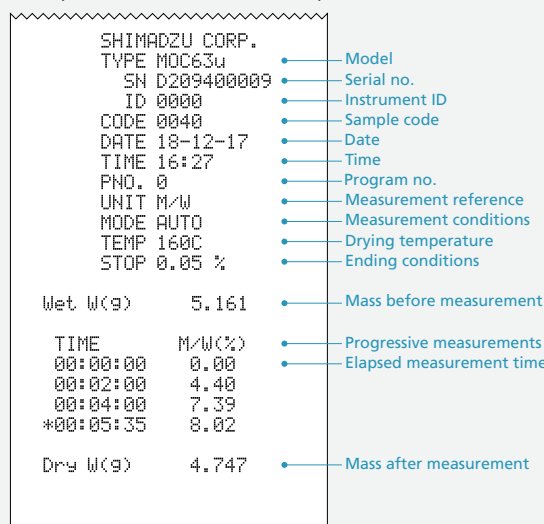 SHIMADZU CORP.
TYPE MOC63u Model
SN D209400009 Serial no.
ID 0000 Instrument ID
CODE 0040 Sample code
DATE 18-12-17 Date
TIME 16:27 Time
PNO. 0 Program no.
UNIT M/W Measurement reference
MODE AUTO Measurement conditions
TEMP 160C Drying temperature
STOP 0.05 % Ending conditions
Wet W(g) 5.161 Mass before measurement
TIME M/W(%) Progressive measurements
00:00:00 0.00 Elapsed measurement time
00:02:00 4.40
00:04:00 7.39
*00:05:35 8.02
Dry W(g) 4.747 Mass after measurement